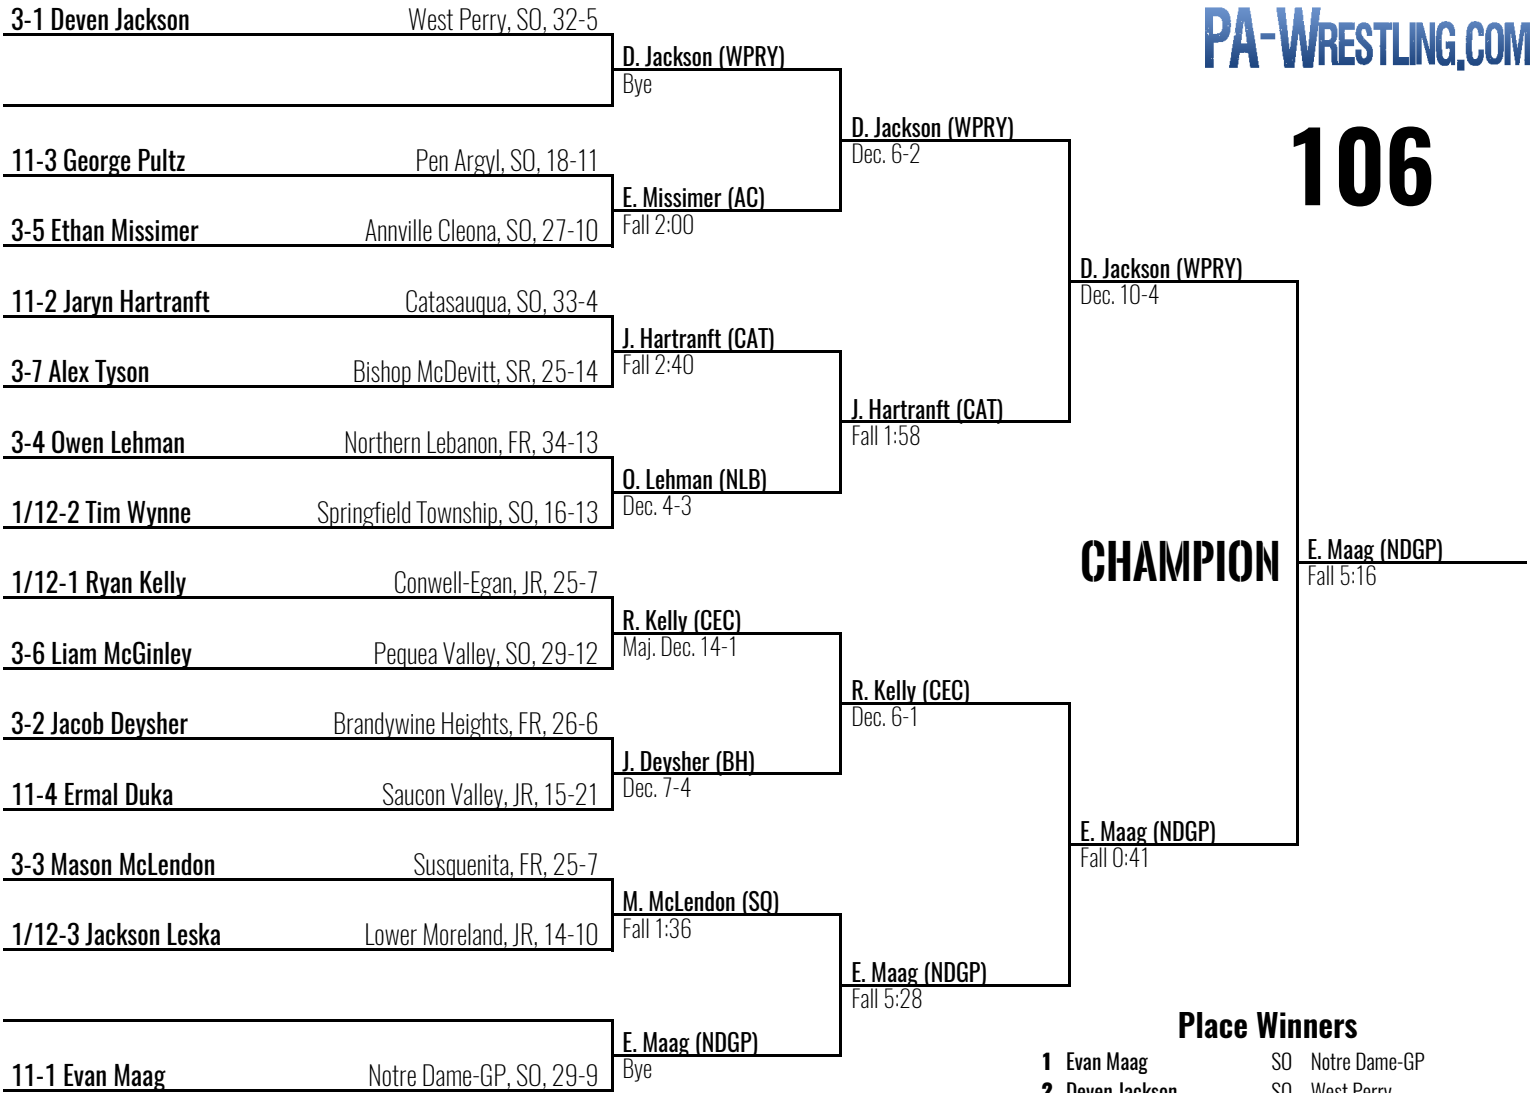 3-1 Deven Jackson West Perry, SO, 32-5
PA-WRESTLING.COM
D. Jackson (WPRY)
Bye
106
D. Jackson (WPRY)
Dec. 6-2
11-3 George Pultz Pen Argyl, SO, 18-11
E. Missimer (AC)
Fall 2:00
3-5 Ethan Missimer Annville Cleona, SO, 27-10
D. Jackson (WPRY)
Dec. 10-4
11-2 Jaryn Hartranft Catasauqua, SO, 33-4
J. Hartranft (CAT)
Fall 2:40
3-7 Alex Tyson Bishop McDevitt, SR, 25-14
J. Hartranft (CAT)
Fall 1:58
3-4 Owen Lehman Northern Lebanon, FR, 34-13
O. Lehman (NLB)
Dec. 4-3
1/12-2 Tim Wynne Springfield Township, SO, 16-13
CHAMPION
E. Maag (NDGP)
Fall 5:16
1/12-1 Ryan Kelly Conwell-Egan, JR, 25-7
R. Kelly (CEC)
Maj. Dec. 14-1
3-6 Liam McGinley Pequea Valley, SO, 29-12
R. Kelly (CEC)
Dec. 6-1
3-2 Jacob Deysher Brandywine Heights, FR, 26-6
J. Deysher (BH)
Dec. 7-4
11-4 Ermal Duka Saucon Valley, JR, 15-21
E. Maag (NDGP)
Fall 0:41
3-3 Mason McLendon Susquenita, FR, 25-7
M. McLendon (SQ)
Fall 1:36
1/12-3 Jackson Leska Lower Moreland, JR, 14-10
E. Maag (NDGP)
Fall 5:28
E. Maag (NDGP)
Bye
11-1 Evan Maag Notre Dame-GP, SO, 29-9
Place Winners
1 Evan Maag SO Notre Dame-GP
2 Deven Jackson SO West Perry